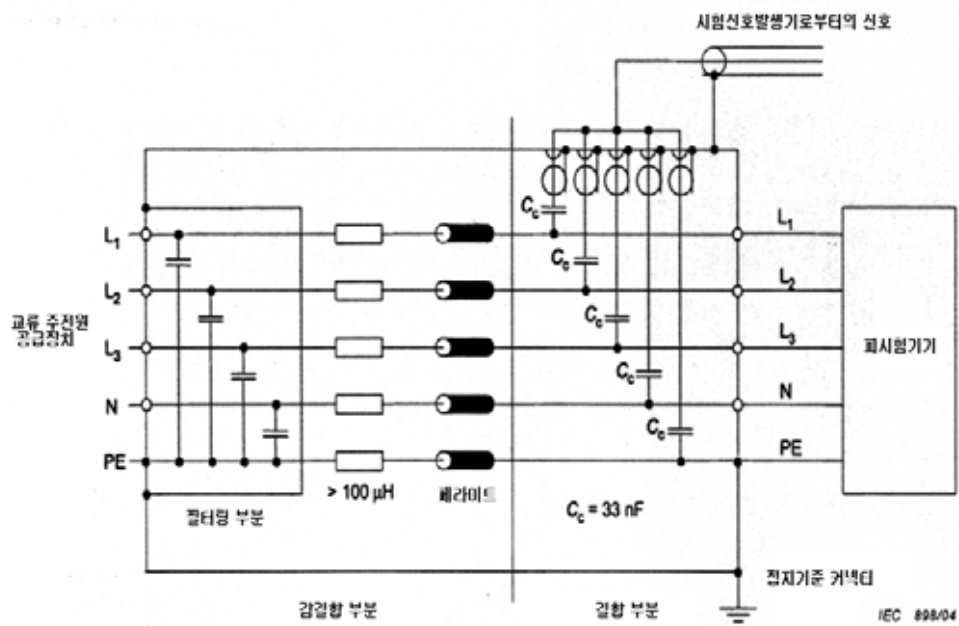 시험신호발생기로부터의 신호
Cc
L1
L1
Cc
L2
L2
교류 주전원
공급장치
Cc
L3
L3
피시험기기
Cc
N
N
Cc
PE
PE
> 100 μH
페라이트
Cc = 33 nF
필터링 부분
접지기준 커넥터
감결합 부분
결합 부분
IEC 898/04